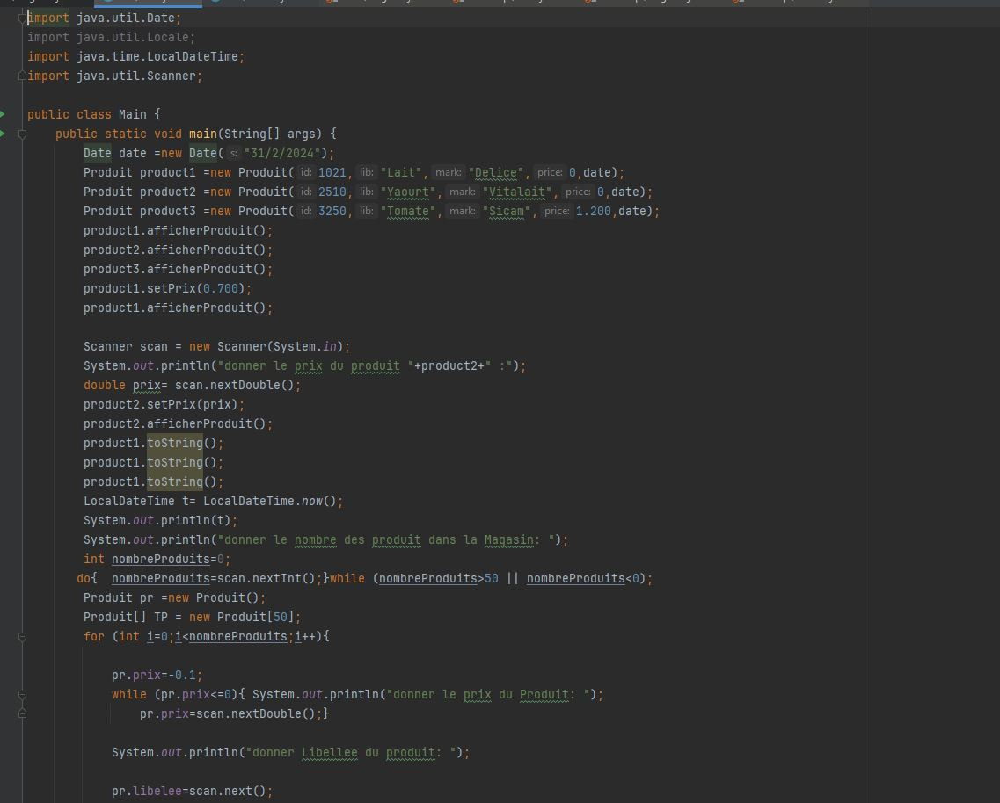 import java.util.Date;
import java.util.Locale;
import java.time.LocalDateTime;
import java.util.Scanner;
public class Main {
public static void main(String[] args) {
Date date =new Date( s: "31/2/2024");
Produit product1 =new Produit( id: 1021, lib: "Lait", mark: "Delice", price: 0,date);
Produit product2 =new Produit( id: 2510, lib: "Yaourt", mark: "Vitalait", price: 0,date);
Produit product3 =new Produit( id: 3250, lib: "Tomate", mark: "Sicam", price: 1.200,date);
product1.afficherProduit();
product2.afficherProduit();
product3.afficherProduit();
product1.setPrix(0.700);
product1.afficherProduit();
Scanner scan = new Scanner(System.in);
System.out.println("donner le prix du produit "+product2+" :");
double prix= scan.nextDouble();
product2.setPrix(prix);
product2.afficherProduit();
product1.toString();
product1.toString();
product1.toString();
LocalDateTime t= LocalDateTime.now();
System.out.println(t);
System.out.println("donner le nombre des produit dans la Magasin: ");
int nombreProduits=0;
do{  nombreProduits=scan.nextInt();}while (nombreProduits>50 || nombreProduits<0);
Produit pr =new Produit();
Produit[] TP = new Produit[50];
for (int i=0;i<nombreProduits;i++){
pr.prix=-0.1;
while (pr.prix<=0){ System.out.println("donner le prix du Produit: ");
pr.prix=scan.nextDouble();}
System.out.println("donner Libellee du produit: ");
pr.libelee=scan.next();